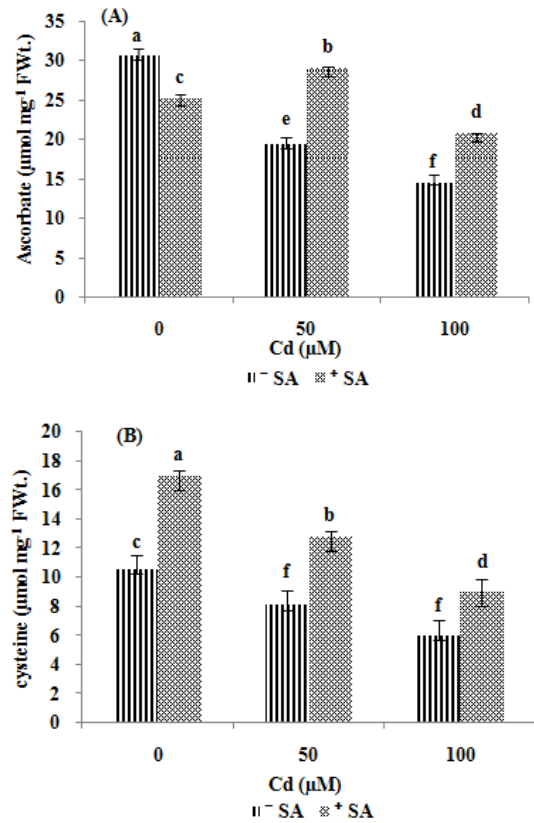 (A)
35
30
25
20
15
10
5
0
Ascorbate (µmol mg⁻¹ FWt.)
a
c
e
b
f
d
0 50 100
Cd (µM)
⁻ SA ⁺ SA
(B)
20
18
16
14
12
10
8
6
4
2
0
cysteine (µmol mg⁻¹ FWt.)
c
a
f
b
f
d
0 50 100
Cd (µM)
⁻ SA ⁺ SA